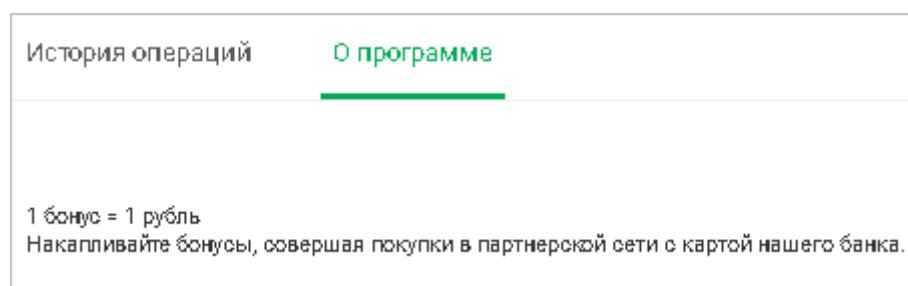 История операций О программе
1 бонус = 1 рубль
Накапливайте бонусы, совершая покупки в партнерской сети с картой нашего банка.